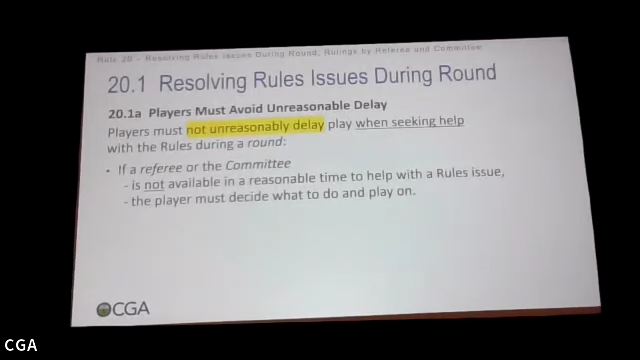 Rule 20 – Resolving Rules Issues During Round, Rulings by Referee and Committee
20.1 Resolving Rules Issues During Round
20.1a Players Must Avoid Unreasonable Delay
Players must not unreasonably delay play when seeking help
with the Rules during a round:
• If a referee or the Committee
- is not available in a reasonable time to help with a Rules issue,
- the player must decide what to do and play on.
CGA
CGA